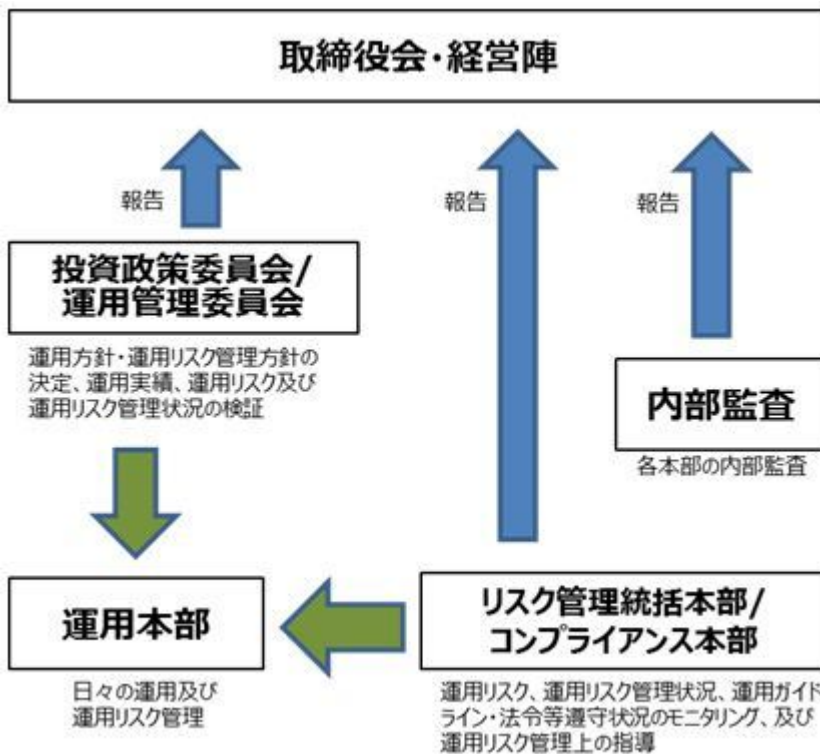 取締役会・経営陣
報告
報告
報告
投資政策委員会/
運用管理委員会
運用方針・運用リスク管理方針の
決定、運用実績、運用リスク及び
運用リスク管理状況の検証
内部監査
各本部の内部監査
運用本部
日々の運用及び
運用リスク管理
リスク管理統括本部/
コンプライアンス本部
運用リスク、運用リスク管理状況、運用ガイド
ライン・法令等遵守状況のモニタリング、及び
運用リスク管理上の指導